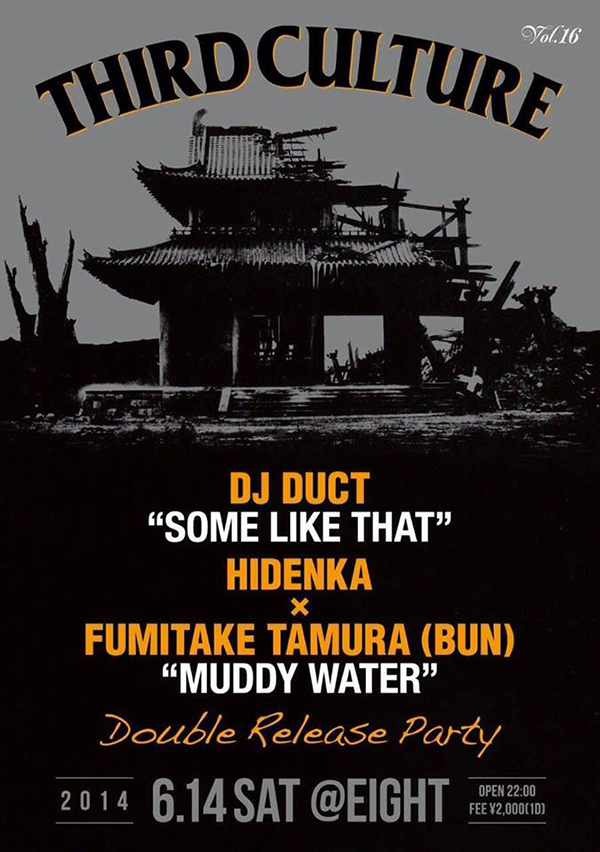 Vol.16
THIRD CULTURE
DJ DUCT
“SOME LIKE THAT”
HIDENKA
×
FUMITAKE TAMURA (BUN)
“MUDDY WATER”
Double Release Party
2014 6.14 SAT @EIGHT
OPEN 22:00
FEE ¥2,000(1D)